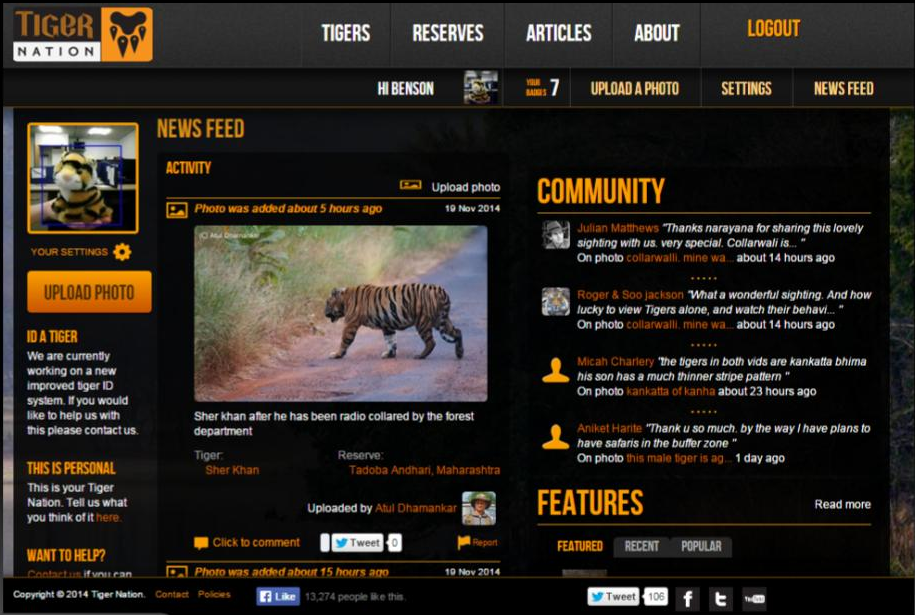 TIGER
NATION
TIGERS
RESERVES
ARTICLES
ABOUT
LOGOUT
HI BENSON
YOUR
BADGES 7
UPLOAD A PHOTO
SETTINGS
NEWS FEED
YOUR SETTINGS
UPLOAD PHOTO
ID A TIGER
We are currently
working on a new
improved tiger ID
system. If you would
like to help us with
this please contact us.
THIS IS PERSONAL
This is your Tiger
Nation. Tell us what
you think of it here.
WANT TO HELP?
Contact us if you can
NEWS FEED
ACTIVITY
Upload photo
Photo was added about 5 hours ago
19 Nov 2014
(C) Atul Dhamankar
Sher khan after he has been radio collared by the forest
department
Tiger:
Sher Khan
Reserve:
Tadoba Andhari, Maharashtra
Uploaded by Atul Dhamankar
Click to comment
Tweet 0
Report
Photo was added about 15 hours ago
19 Nov 2014
COMMUNITY
Julian Matthews "Thanks narayana for sharing this lovely
sighting with us. very special. Collarwali is... "
On photo collarwalli. mine wa... about 14 hours ago
Roger & Soo jackson "What a wonderful sighting. And how
lucky to view Tigers alone, and watch their behavi... "
On photo collarwalli. mine wa... about 14 hours ago
Micah Charlery "the tigers in both vids are kankatta bhima
his son has a much thinner stripe pattern "
On photo kankatta of kanha about 23 hours ago
Aniket Harite "Thank u so much. by the way I have plans to
have safaris in the buffer zone "
On photo this male tiger is ag... 1 day ago
FEATURES
Read more
FEATURED
RECENT
POPULAR
Copyright © 2014 Tiger Nation.
Contact
Policies
Like
13,274 people like this.
Tweet 106
You Tube